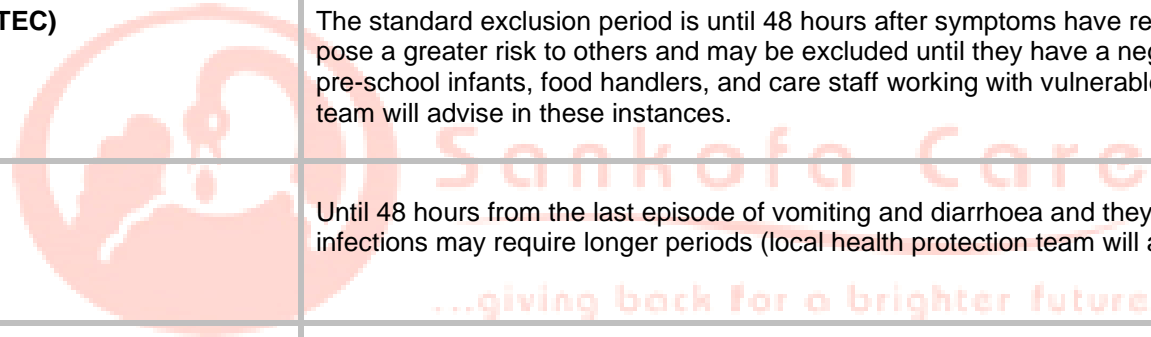 TEC)
The standard exclusion period is until 48 hours after symptoms have re
pose a greater risk to others and may be excluded until they have a neg
pre-school infants, food handlers, and care staff working with vulnerabl
team will advise in these instances.
Sankofa Care
Until 48 hours from the last episode of vomiting and diarrhoea and they
infections may require longer periods (local health protection team will a
...giving back for a brighter future